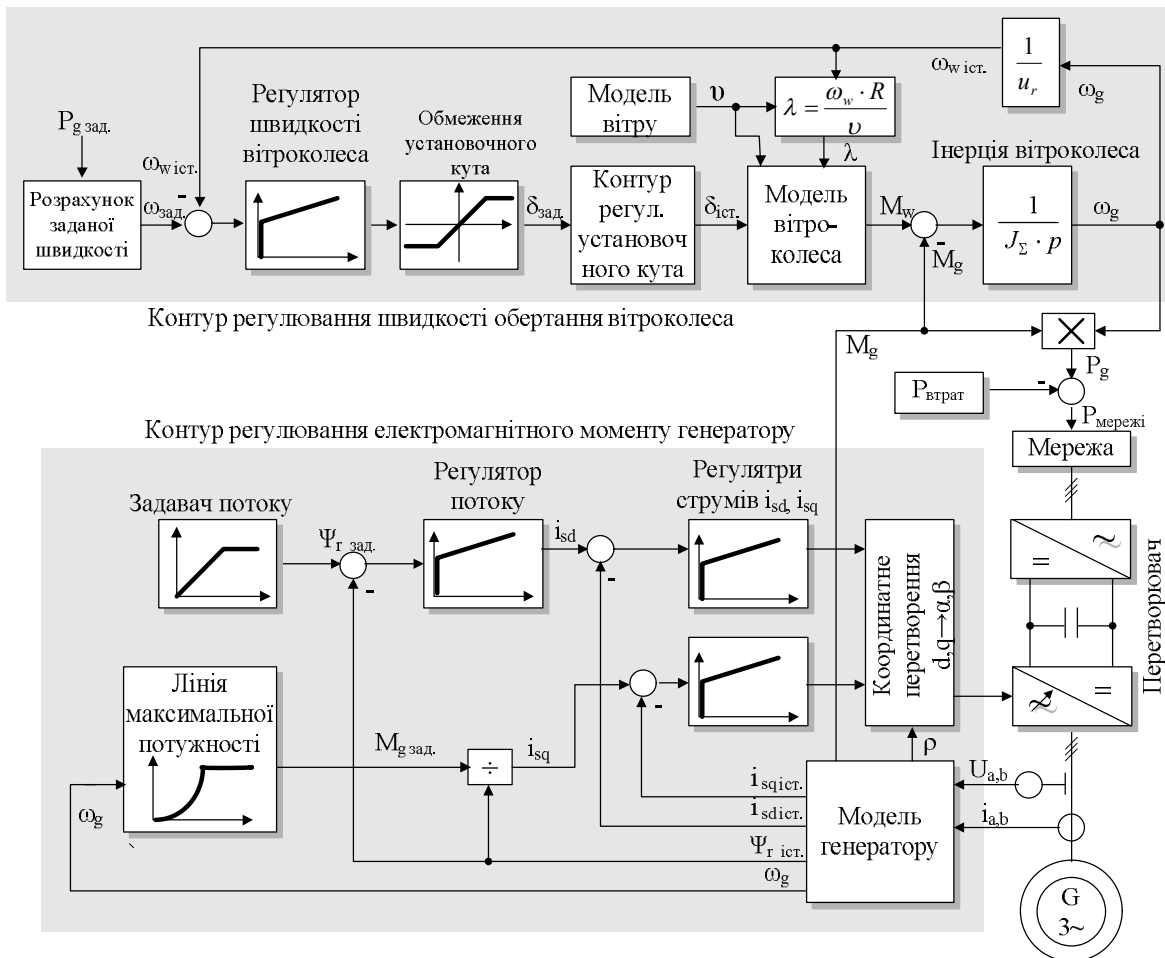 P_g зад.
Розрахунок
заданої
швидкості
ω_w іст.
ω_зад.
-
Регулятор
швидкості
вітроколеса
Обмеження
установочного
кута
δ_зад.
Контур
регул.
установоч
ного кута
δ_іст.
Модель
вітру
υ
λ = ω_w · R / υ
λ
Модель
вітро-
колеса
M_w
-
M_g
Інерція вітроколеса
1 / J_Σ · p
ω_g
ω_w іст.
1 / u_r
ω_g
Контур регулювання швидкості обертання вітроколеса
M_g
P_g
P_втрат
-
P_мережі
Мережа
=
~
~
=
Перетворювач
Контур регулювання електромагнітного моменту генератору
Задавач потоку
Ψ_r зад.
-
Регулятор
потоку
i_sd
-
Регулятри
струмів i_sd, i_sq
Координатне
перетворення
d,q→α,β
Лінія
максимальної
потужності
ω_g
M_g зад.
÷
i_sq
-
ρ
i_sq іст.
i_sd іст.
Ψ_r іст.
ω_g
Модель
генератору
U_a,b
i_a,b
G
3~